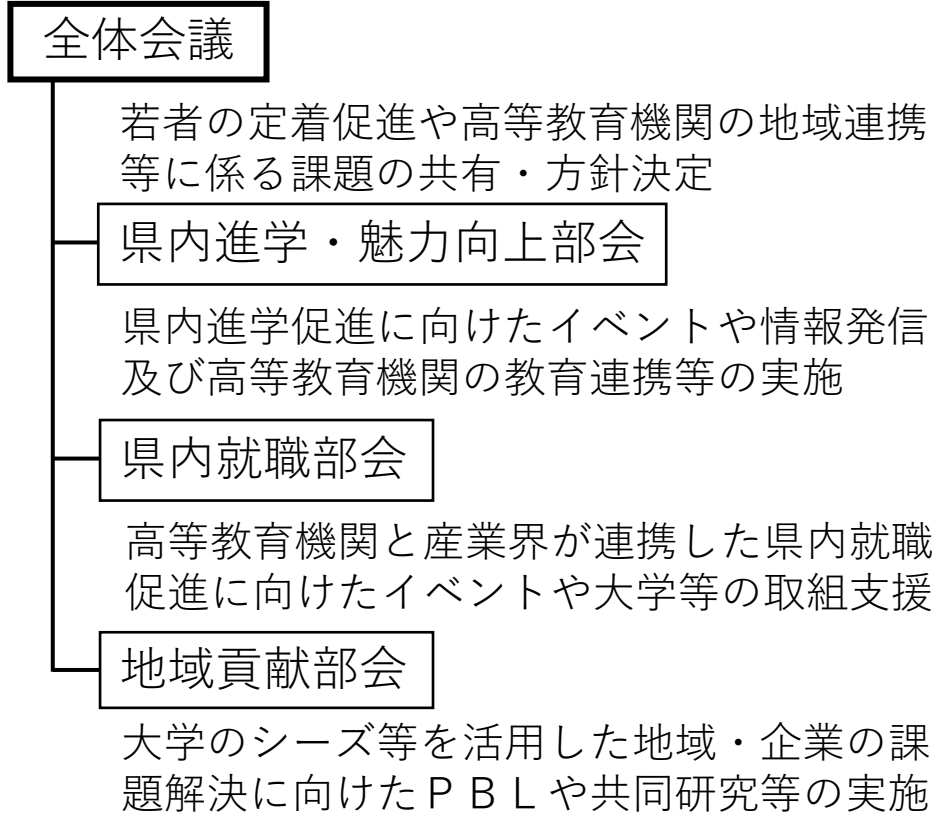 全体会議
若者の定着促進や高等教育機関の地域連携
等に係る課題の共有・方針決定
県内進学・魅力向上部会
県内進学促進に向けたイベントや情報発信
及び高等教育機関の教育連携等の実施
県内就職部会
高等教育機関と産業界が連携した県内就職
促進に向けたイベントや大学等の取組支援
地域貢献部会
大学のシーズ等を活用した地域・企業の課
題解決に向けたＰＢＬや共同研究等の実施